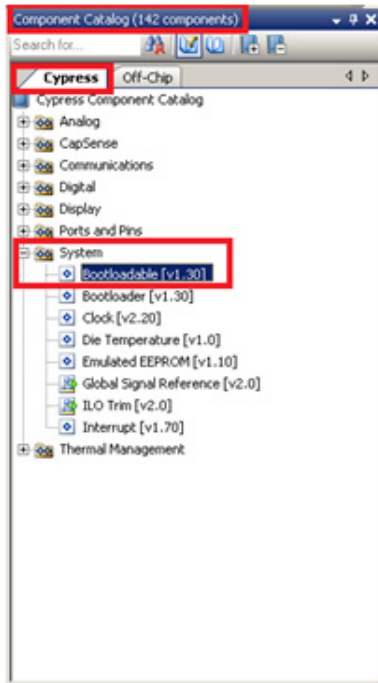 Component Catalog (142 components)
Search for...
Cypress
Off-Chip
Cypress Component Catalog
Analog
CapSense
Communications
Digital
Display
Ports and Pins
System
Bootloadable [v1.30]
Bootloader [v1.30]
Clock [v2.20]
Die Temperature [v1.0]
Emulated EEPROM [v1.10]
Global Signal Reference [v2.0]
ILO Trim [v2.0]
Interrupt [v1.70]
Thermal Management